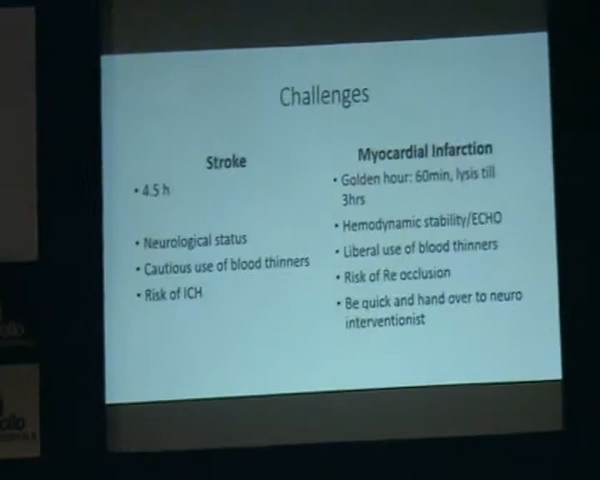 Challenges
Stroke
• 4.5 h
• Neurological status
• Cautious use of blood thinners
• Risk of ICH
Myocardial Infarction
• Golden hour: 60min, lysis till
3hrs
• Hemodynamic stability/ECHO
• Liberal use of blood thinners
• Risk of Re occlusion
• Be quick and hand over to neuro
interventionist